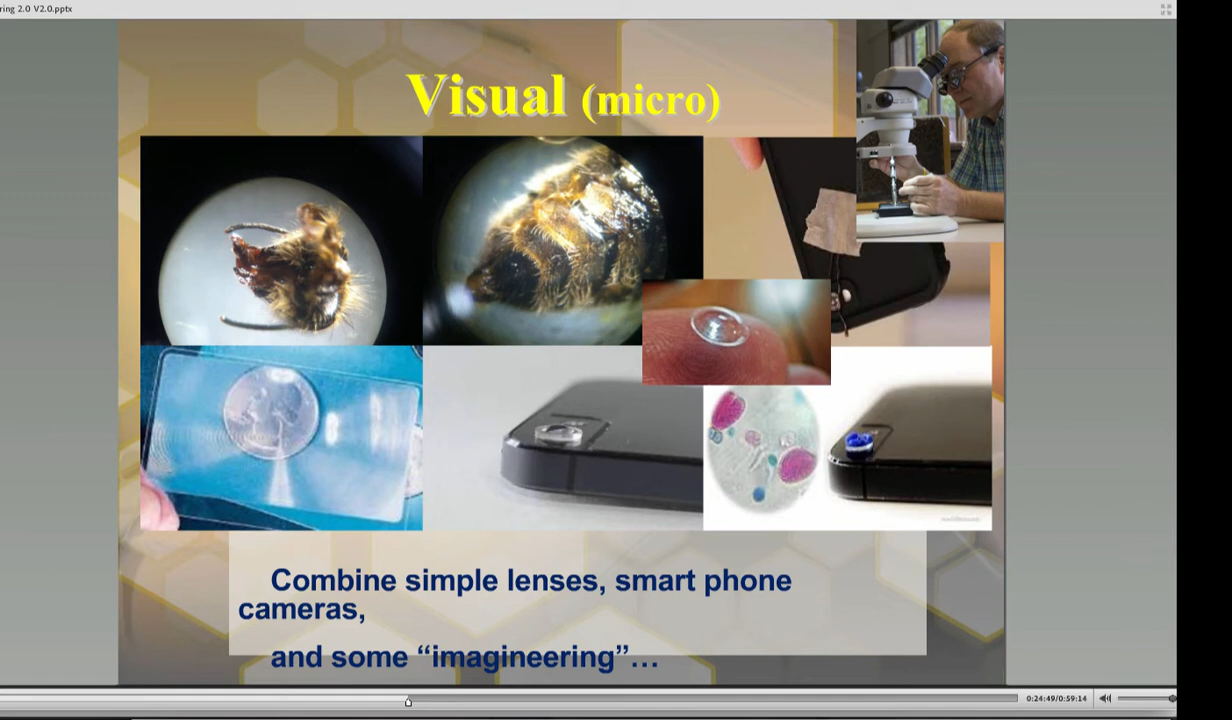 ring 2.0 V2.0.pptx
Visual (micro)
Combine simple lenses, smart phone
cameras,
and some “imagineering”…
0:24:49/0:59:14